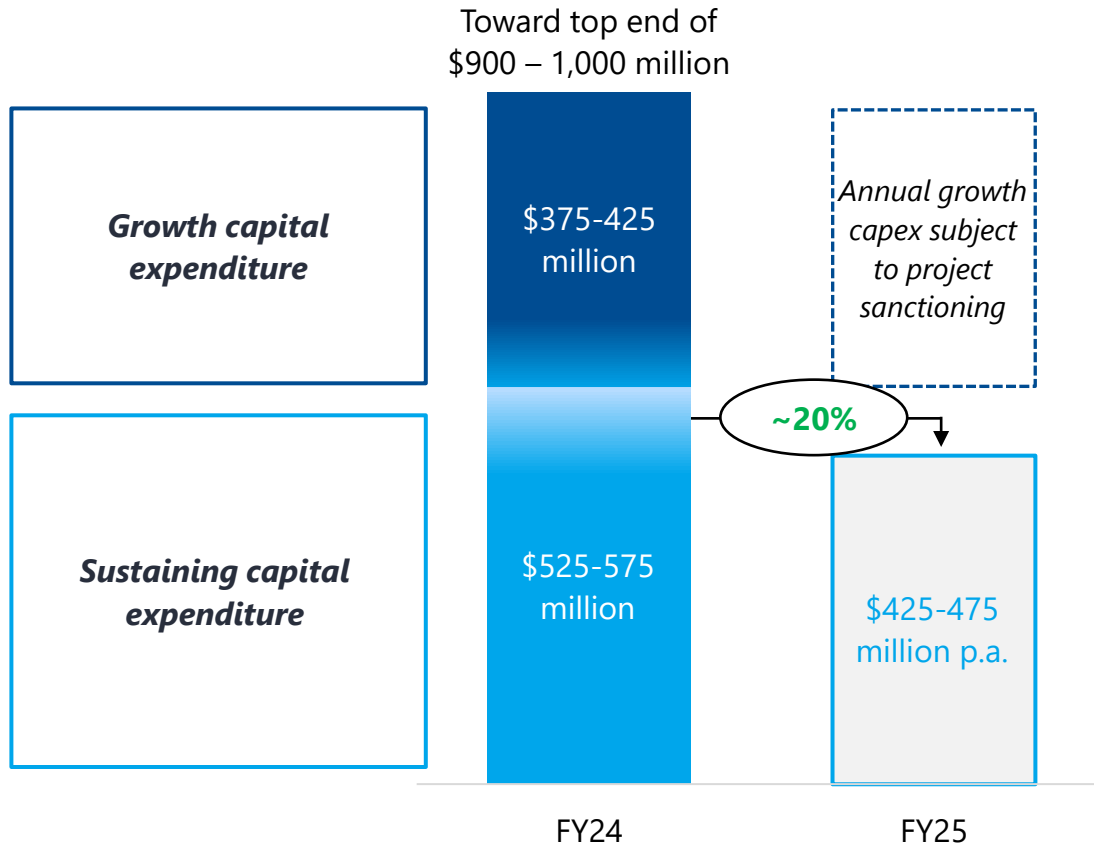 Toward top end of
$900 – 1,000 million
Growth capital
expenditure
$375-425
million
Annual growth
capex subject
to project
sanctioning
~20%
Sustaining capital
expenditure
$525-575
million
$425-475
million p.a.
FY24
FY25